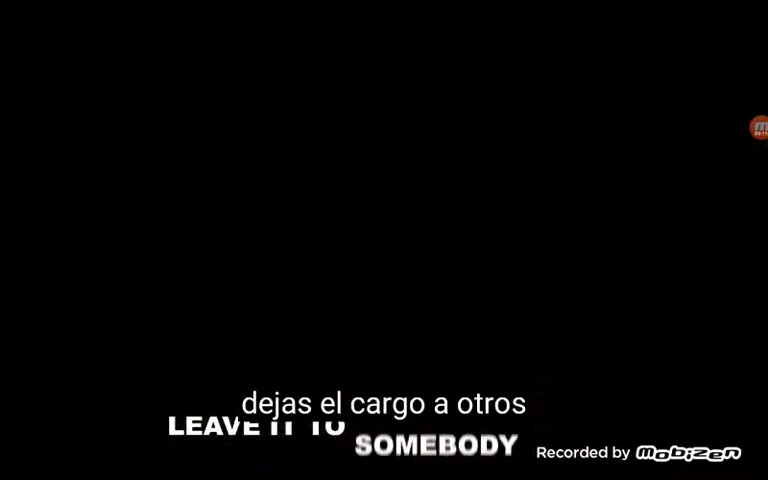 dejas el cargo a otros
LEAVE IT TO
SOMEBODY
Recorded by mobizen